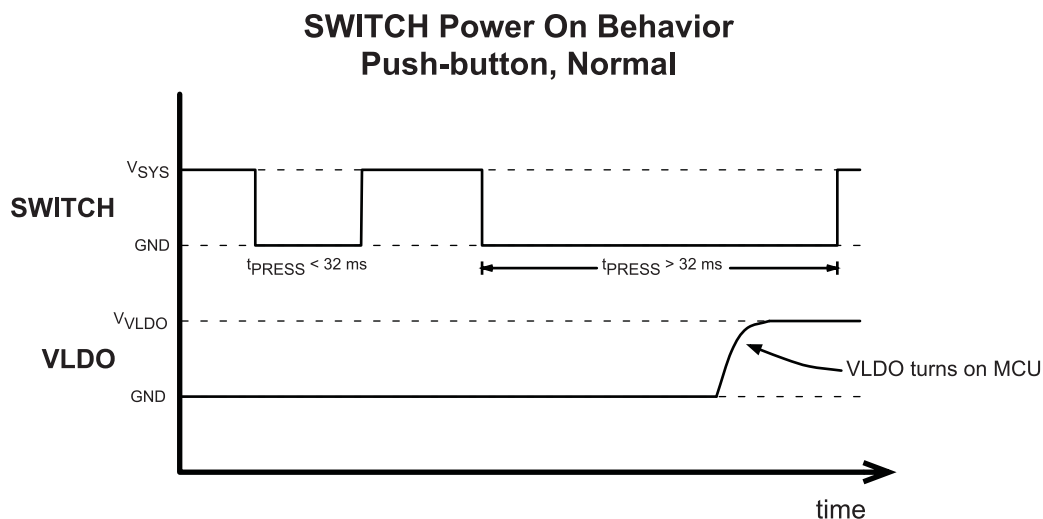 SWITCH Power On Behavior
Push-button, Normal
VSYS
SWITCH
GND
tPRESS < 32 ms
tPRESS > 32 ms
VVLDO
VLDO
VLDO turns on MCU
GND
time